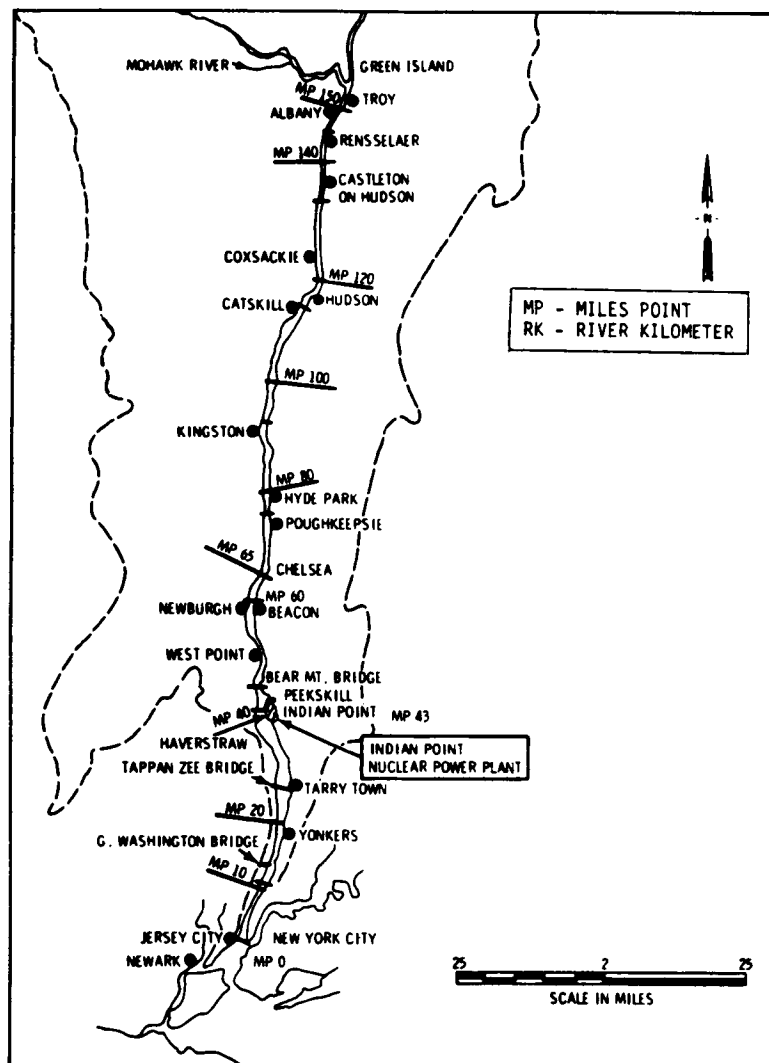 MOHAWK RIVER
GREEN ISLAND
MP 150
TROY
ALBANY
RENSSELAER
MP 140
CASTLETON
ON HUDSON
N
COXSACKIE
MP 120
HUDSON
CATSKILL
MP - MILES POINT
RK - RIVER KILOMETER
MP 100
KINGSTON
MP 80
HYDE PARK
POUGHKEEPSIE
MP 65
CHELSEA
MP 60
NEWBURGH
BEACON
WEST POINT
BEAR MT. BRIDGE
PEEKSKILL
MP 40
INDIAN POINT
MP 43
HAVERSTRAW
INDIAN POINT
NUCLEAR POWER PLANT
TAPPAN ZEE BRIDGE
TARRY TOWN
MP 20
YONKERS
G. WASHINGTON BRIDGE
MP 10
JERSEY CITY
NEW YORK CITY
NEWARK
MP 0
25 ? 25
SCALE IN MILES